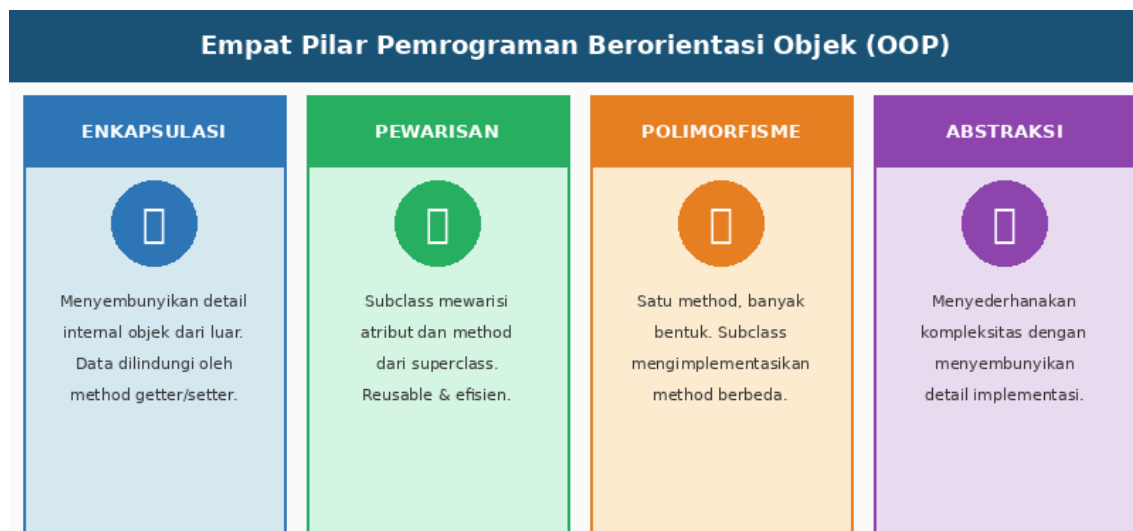 Empat Pilar Pemrograman Berorientasi Objek (OOP)
ENKAPSULASI
Menyembunyikan detail
internal objek dari luar.
Data dilindungi oleh
method getter/setter.
PEWARISAN
Subclass mewarisi
atribut dan method
dari superclass.
Reusable & efisien.
POLIMORFISME
Satu method, banyak
bentuk. Subclass
mengimplementasikan
method berbeda.
ABSTRAKSI
Menyederhanakan
kompleksitas dengan
menyembunyikan
detail implementasi.